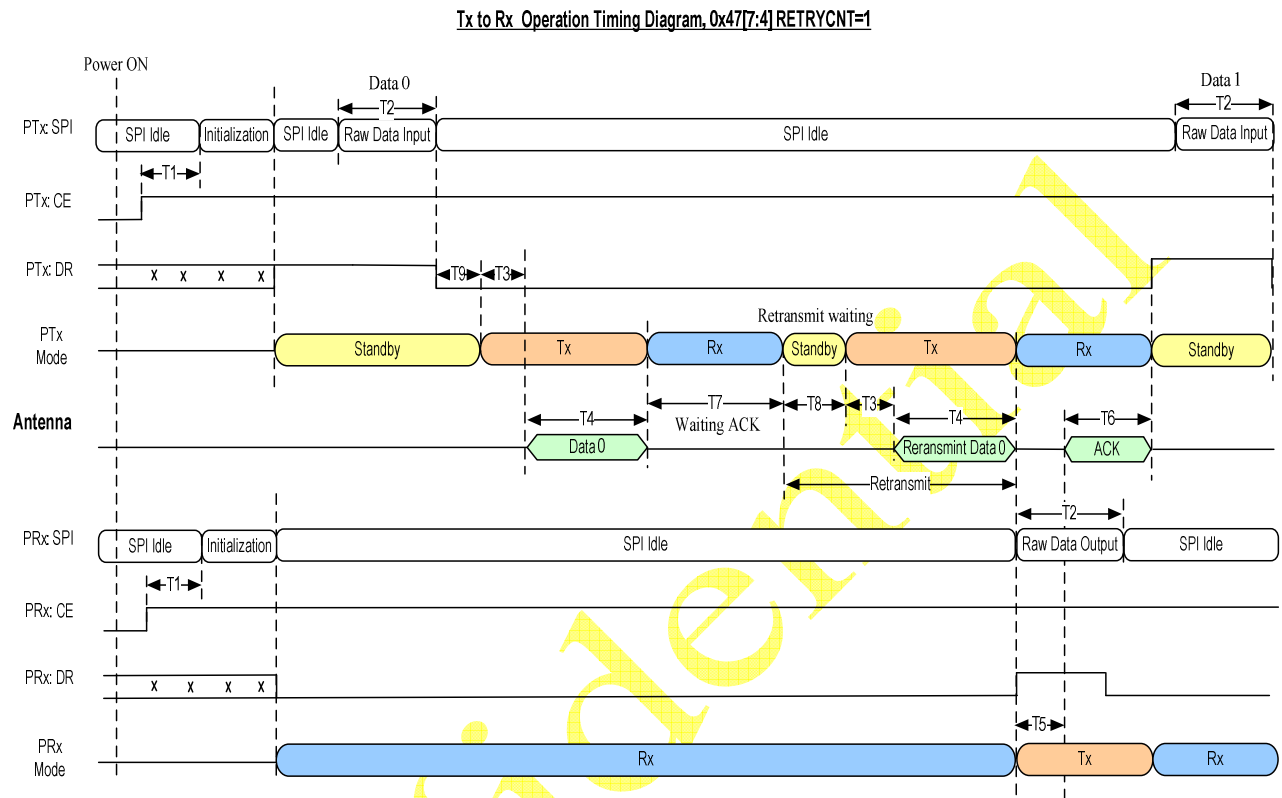 Tx to Rx Operation Timing Diagram, 0x47[7:4] RETRYCNT=1
Power ON
Data 0
Data 1
T2
T2
PTx: SPI
SPI Idle
Initialization
SPI Idle
Raw Data Input
SPI Idle
Raw Data Input
T1
PTx: CE
PTx: DR
x x x x
T9
T3
Retransmit waiting
PTx
Mode
Standby
Tx
Rx
Standby
Tx
Rx
Standby
Antenna
T4
T7
T8
T3
T4
T6
Waiting ACK
Data 0
Reransmint Data 0
ACK
Retransmit
T2
PRx: SPI
SPI Idle
Initialization
SPI Idle
Raw Data Output
SPI Idle
T1
PRx: CE
PRx: DR
x x x x
T5
PRx
Mode
Rx
Tx
Rx
idential